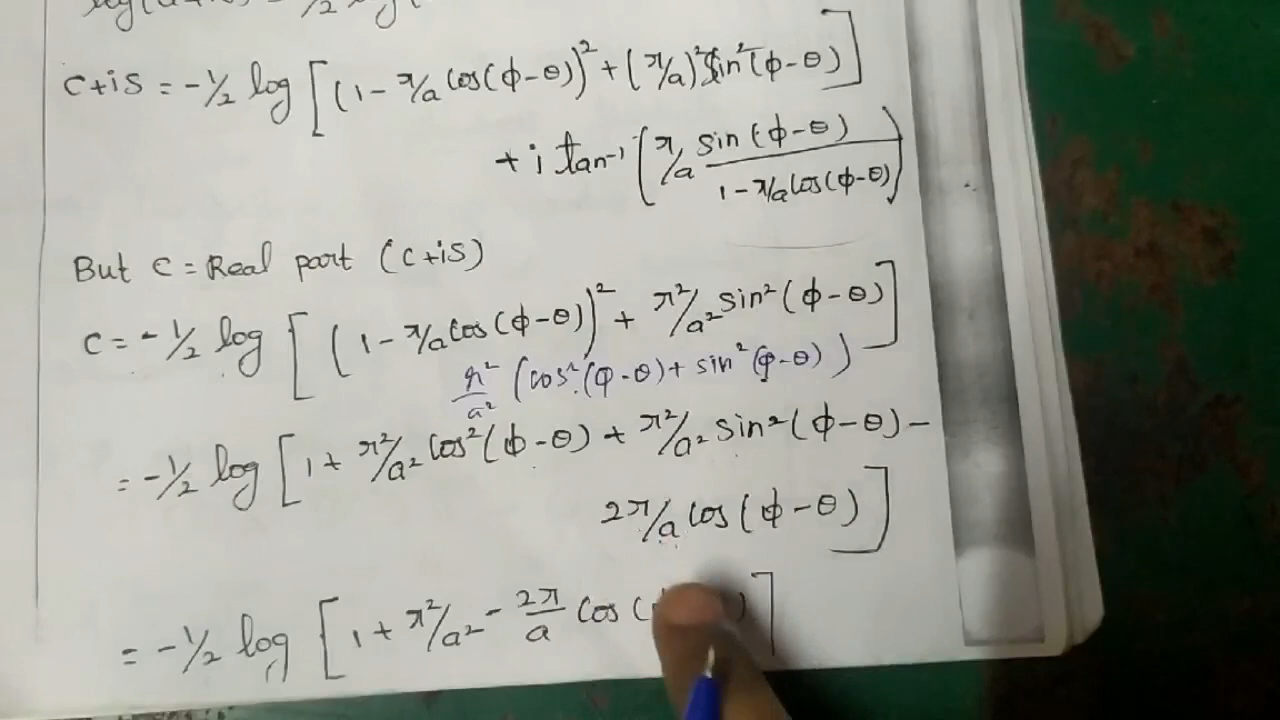 C+iS = -1/2 log [(1 - r/a cos(ϕ-θ))² + (r/a)² sin²(ϕ-θ)]
+ i tan⁻¹ (r/a sin(ϕ-θ) / 1 - r/a cos(ϕ-θ))
But C = Real part (C+iS)
C = -1/2 log [(1 - r/a cos(ϕ-θ))² + r²/a² sin²(ϕ-θ)]
r²/a² (cos²(ϕ-θ) + sin²(ϕ-θ))
= -1/2 log [1 + r²/a² cos²(ϕ-θ) + r²/a² sin²(ϕ-θ) -
2r/a cos(ϕ-θ)]
= -1/2 log [1 + r²/a² - 2r/a cos( )]